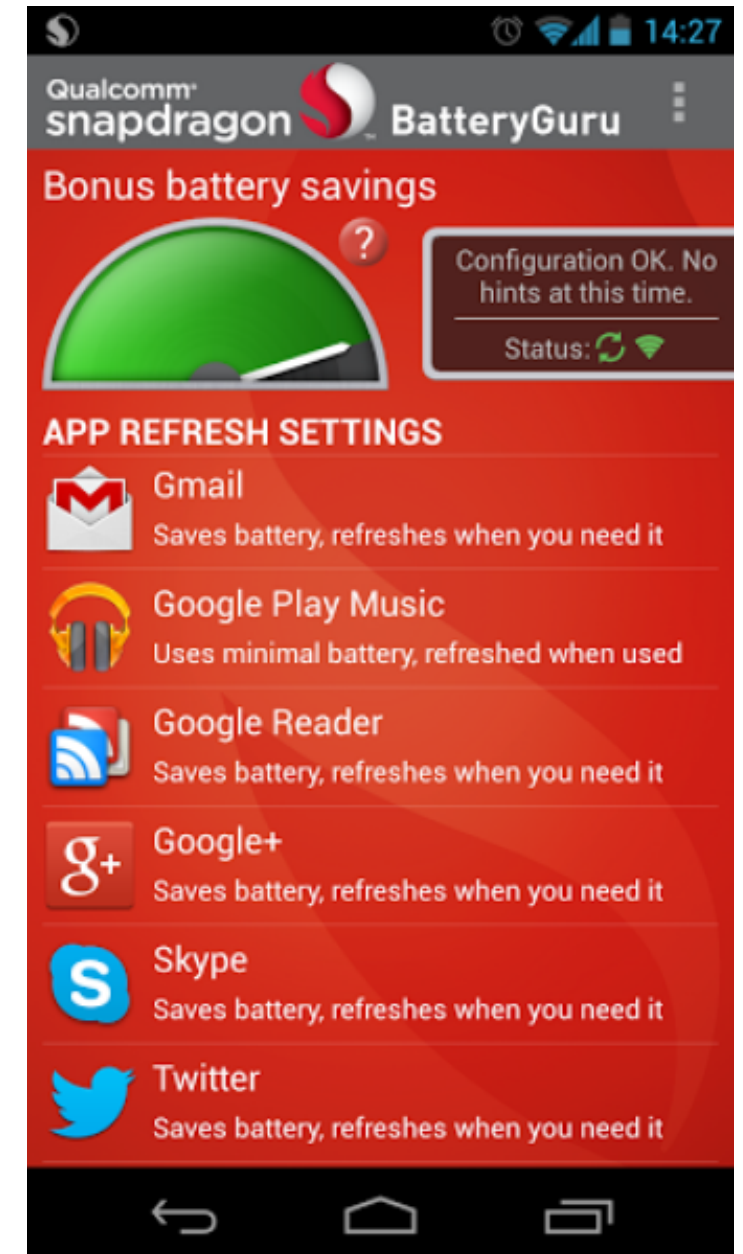 14:27
Qualcomm®
snapdragon™ BatteryGuru
Bonus battery savings
?
Configuration OK. No
hints at this time.
Status:
APP REFRESH SETTINGS
Gmail
Saves battery, refreshes when you need it
Google Play Music
Uses minimal battery, refreshed when used
Google Reader
Saves battery, refreshes when you need it
g+
Google+
Saves battery, refreshes when you need it
S
Skype
Saves battery, refreshes when you need it
Twitter
Saves battery, refreshes when you need it